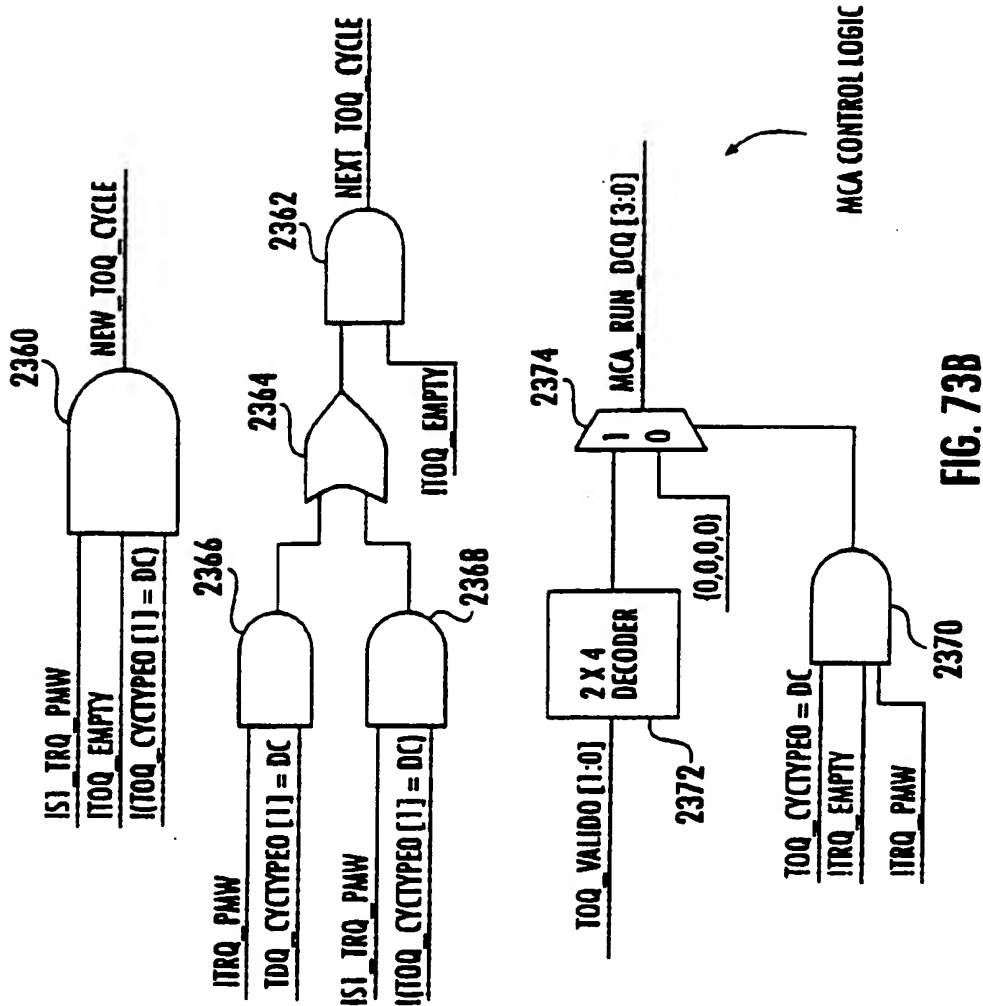 2360
!S1_TRQ_PMW
!TOQ_EMPTY
!(TOQ_CYCTYPE0 [1] = DC)
NEW_TOQ_CYCLE
2366
!TRQ_PMW
TDQ_CYCTYPE0 [1] = DC
2364
2362
NEXT_TOQ_CYCLE
!S1_TRQ_PMW
!(TOQ_CYCTYPE0 [1] = DC)
2368
!TOQ_EMPTY
TOQ_VALID0 [1:0]
2 X 4
DECODER
2372
2374
1
0
MCA_RUN_DCQ [3:0]
{0,0,0,0}
TOQ_CYCTYPE0 = DC
!TRQ_EMPTY
!TRQ_PMW
2370
MCA CONTROL LOGIC
FIG. 73B